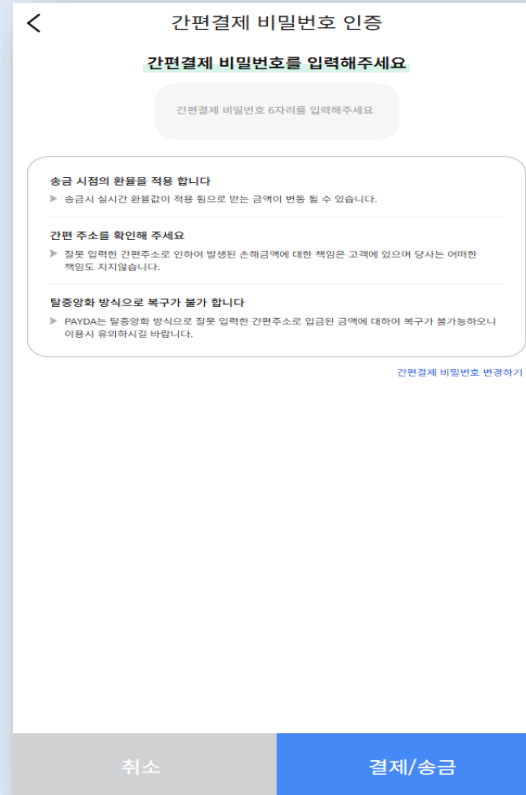 간편결제 비밀번호 인증
간편결제 비밀번호를 입력해주세요
간편결제 비밀번호 6자리를 입력해주세요
송금 시점의 환율을 적용 합니다
▶ 송금시 실시간 환율값이 적용 됨으로 받는 금액이 변동 될 수 있습니다.
간편 주소를 확인해 주세요
▶ 잘못 입력한 간편주소로 인하여 발생된 손해금액에 대한 책임은 고객에 있으며 당사는 어떠한
책임도 지지않습니다.
탈중앙화 방식으로 복구가 불가 합니다
▶ PAYDA는 탈중앙화 방식으로 잘못 입력한 간편주소로 입금된 금액에 대하여 복구가 불가능하오니
이용시 유의하시길 바랍니다.
간편결제 비밀번호 변경하기
취소
결제/송금